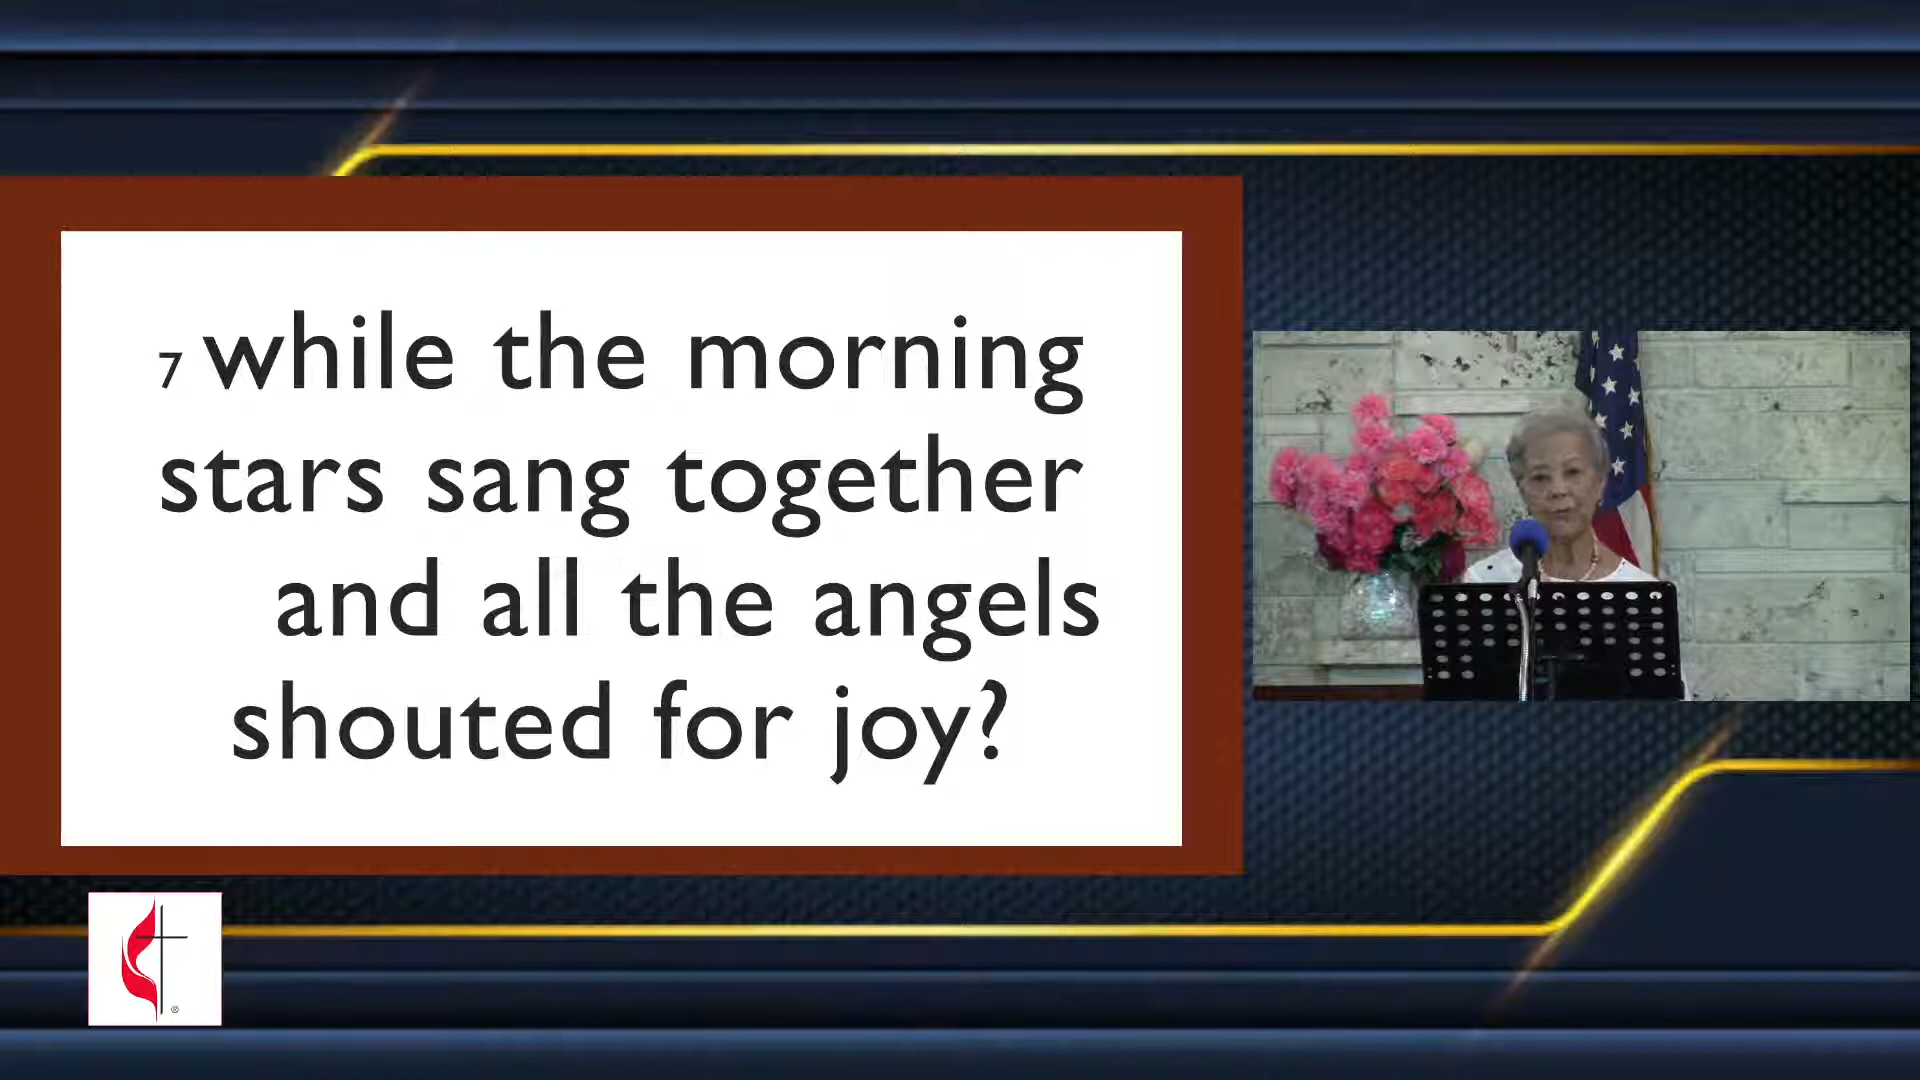 7 while the morning
stars sang together
and all the angels
shouted for joy?
®